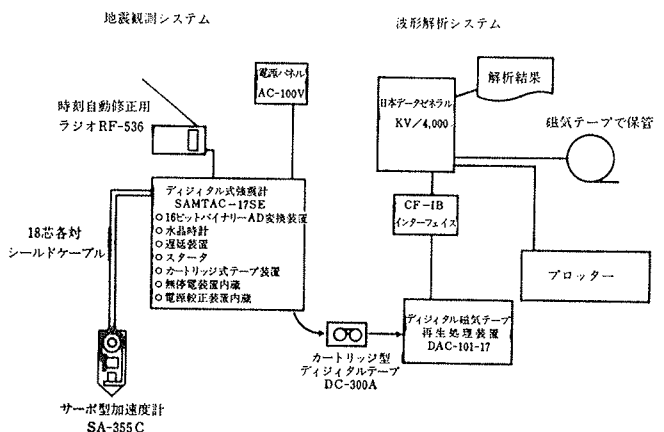 地震観測システム
時刻自動修正用
ラジオRF-536
電源パネル
AC-100V
ディジタル式強震計
SAMTAC-17SE
○16ビットバイナリーAD変換装置
○水晶時計
○遅延装置
○スタータ
○カートリッジ式テープ装置
○無停電装置内蔵
○電源較正装置内蔵
18芯各対
シールドケーブル
サーボ型加速度計
SA-355C
カートリッジ型
ディジタルテープ
DC-300A
波形解析システム
解析結果
日本データゼネラル
KV/4,000
磁気テープで保管
CF-IB
インターフェイス
プロッター
ディジタル磁気テープ
再生処理装置
DAC-101-17